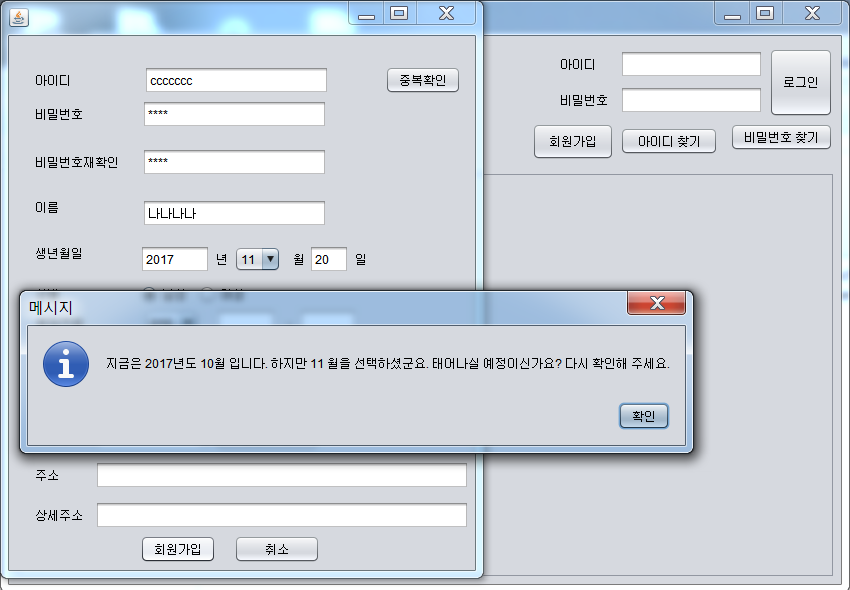 아이디
ccccccc
중복확인
비밀번호
****
비밀번호재확인
****
이름
나나나나
생년월일
2017 년 11 월 20 일
아이디
로그인
비밀번호
회원가입
아이디 찾기
비밀번호 찾기
메시지
지금은 2017년도 10월 입니다. 하지만 11 월을 선택하셨군요. 태어나실 예정이신가요? 다시 확인해 주세요.
확인
주소
상세주소
회원가입
취소